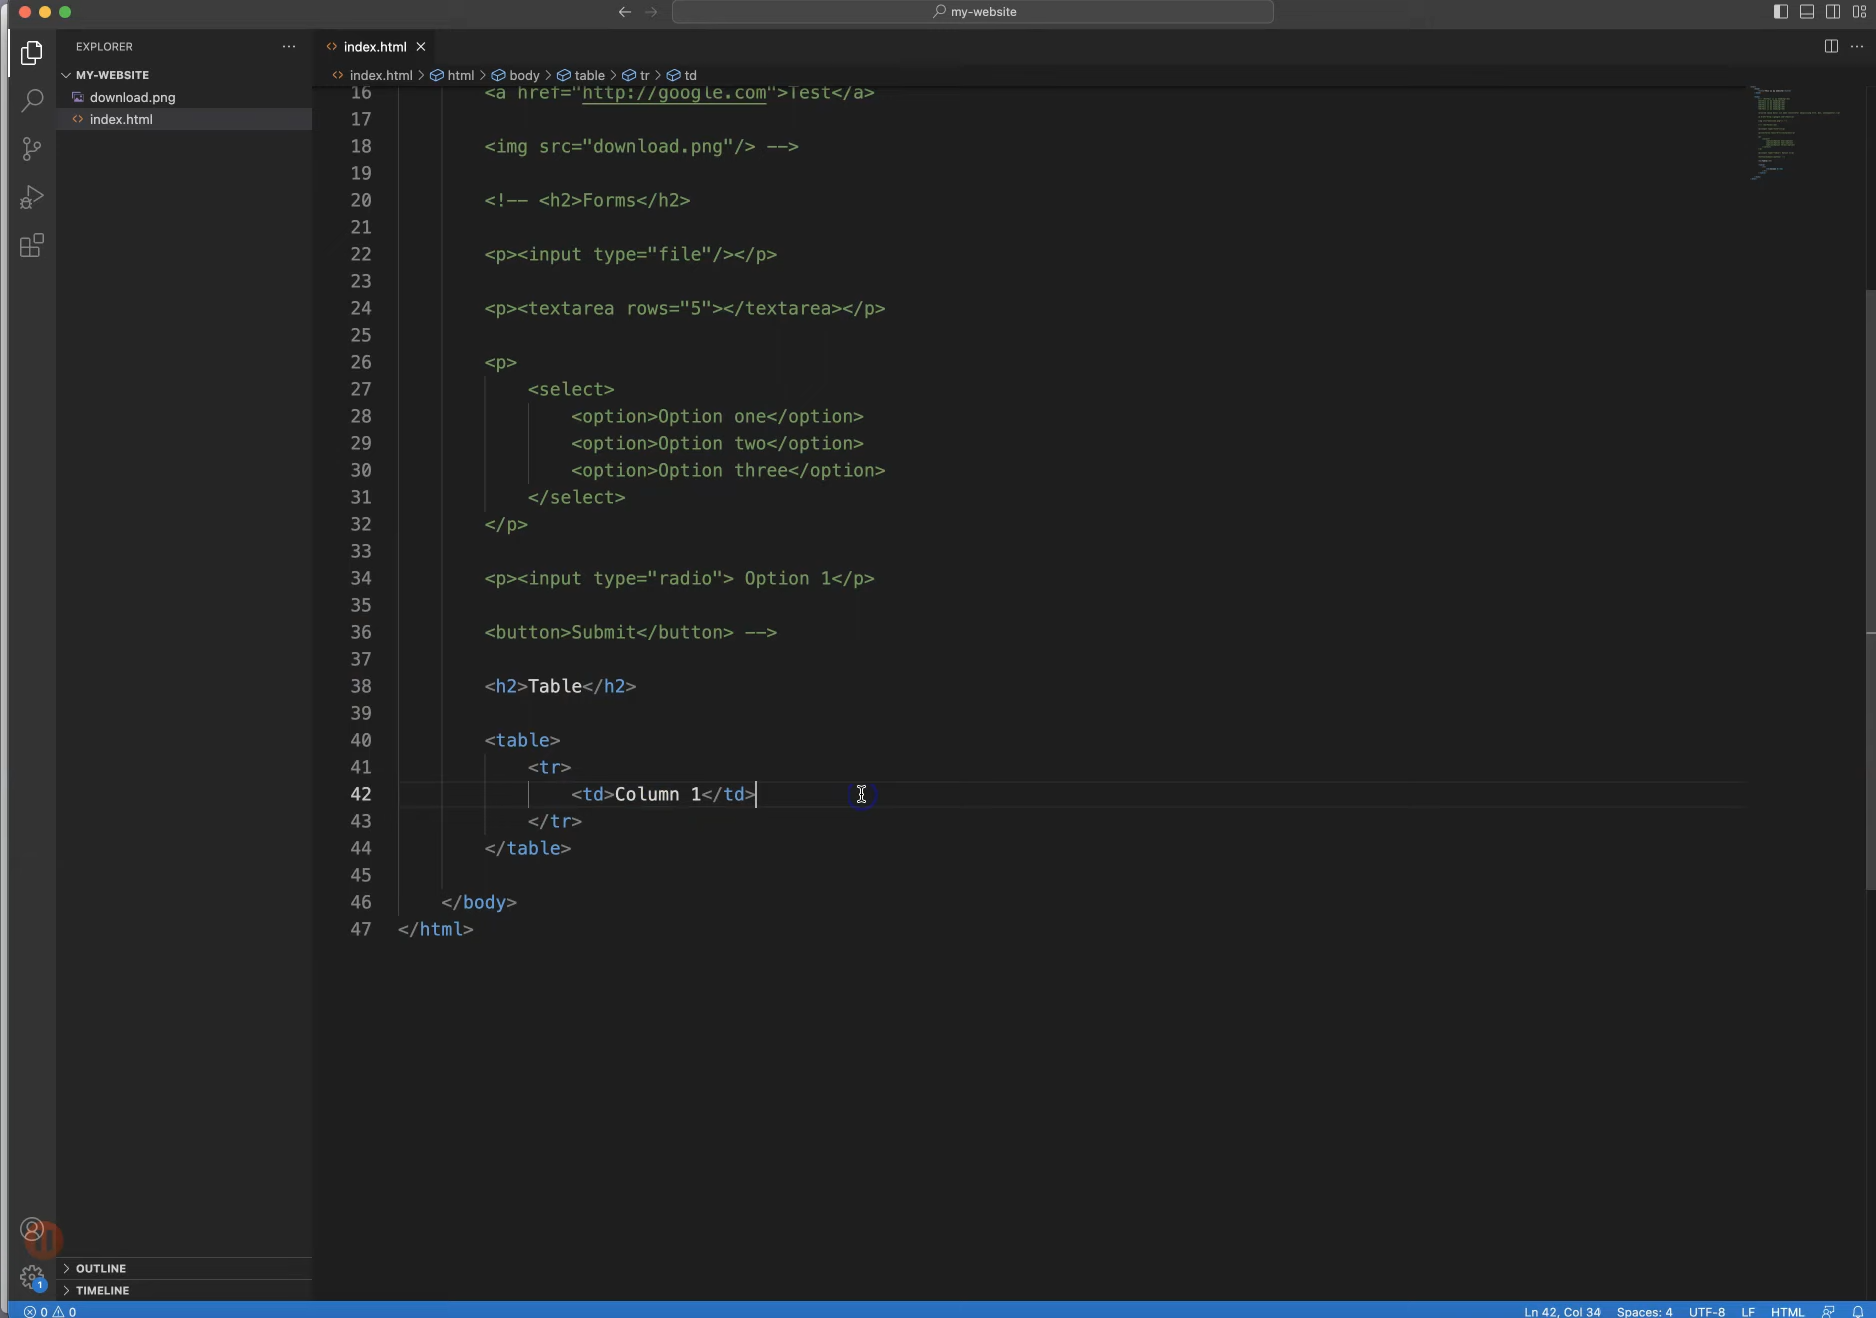 my-website
EXPLORER
MY-WEBSITE
download.png
index.html
OUTLINE
TIMELINE
index.html
index.html > html > body > table > tr > td
16 <a href="http://google.com">Test</a>
17
18 <img src="download.png"/> -->
19
20 <!-- <h2>Forms</h2>
21
22 <p><input type="file"/></p>
23
24 <p><textarea rows="5"></textarea></p>
25
26 <p>
27 <select>
28 <option>Option one</option>
29 <option>Option two</option>
30 <option>Option three</option>
31 </select>
32 </p>
33
34 <p><input type="radio"> Option 1</p>
35
36 <button>Submit</button> -->
37
38 <h2>Table</h2>
39
40 <table>
41 <tr>
42 <td>Column 1</td>
43 </tr>
44 </table>
45
46 </body>
47 </html>
1
0 0
Ln 42, Col 34 Spaces: 4 UTF-8 LF HTML